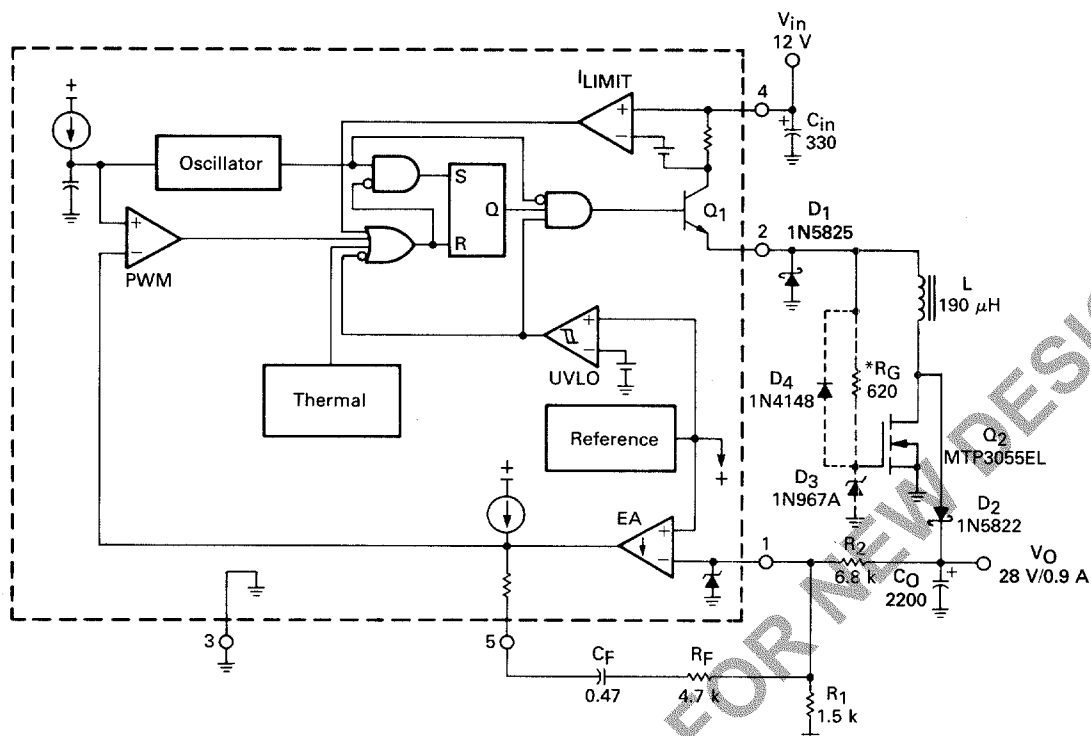 Vin
12 V
ILIMIT
4
+
Cin
330
+
Oscillator
S
Q
R
Q1
D1
1N5825
2
PWM
L
190 μH
UVLO
Thermal
D4
1N4148
*RG
620
Reference
Q2
MTP3055EL
+
D3
1N967A
D2
1N5822
+
EA
1
R2
6.8 k
CO
2200
+
VO
28 V/0.9 A
3
5
CF
0.47
RF
4.7 k
R1
1.5 k
FOR NEW DESIG